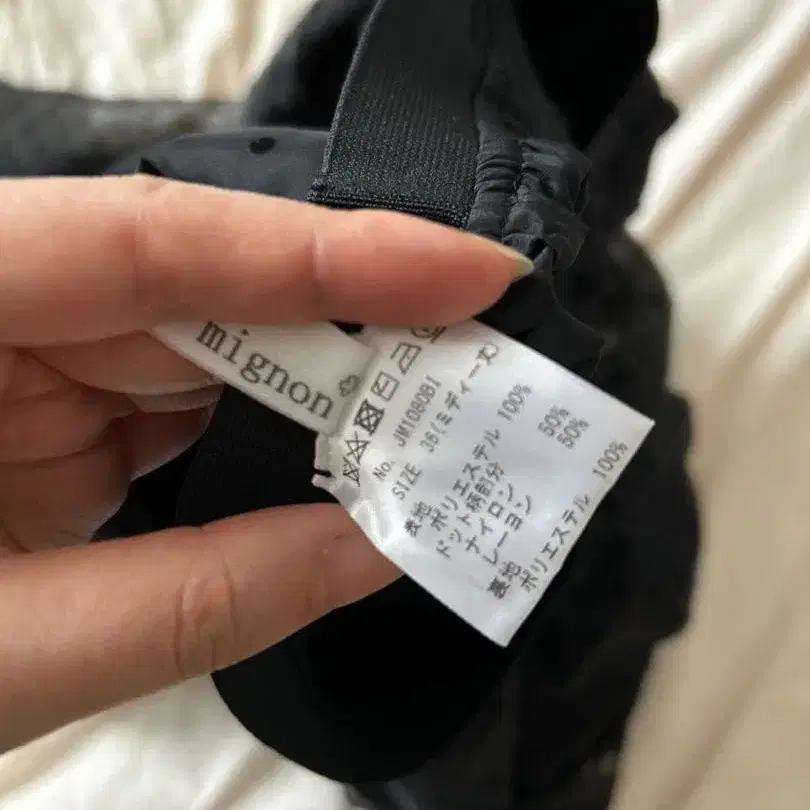 mignon
No. JM108081
SIZE 36(ミディー丈)
表地
ポリエステル 100%
ドット柄部分
ナイロン 50%
レーヨン 50%
裏地
ポリエステル 100%